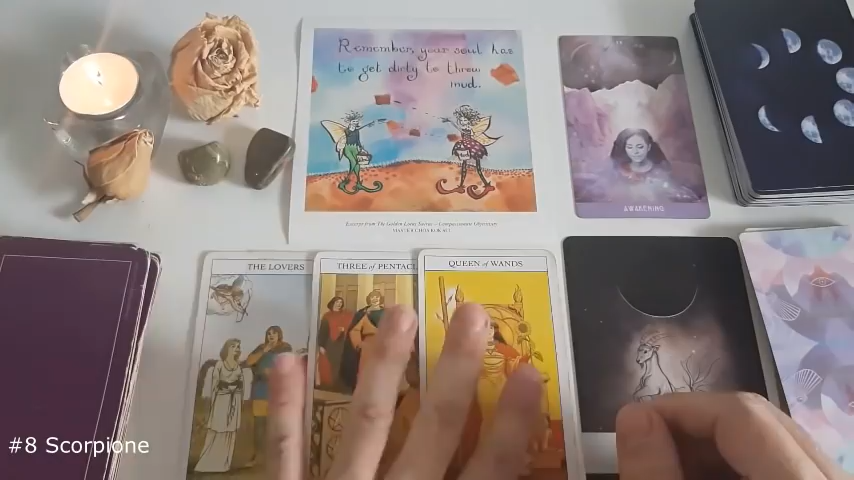 Remember, your soul has
to get dirty to throw
mud.
AWAKENING
THE LOVERS
THREE of PENTACL
QUEEN of WANDS
#8 Scorpione